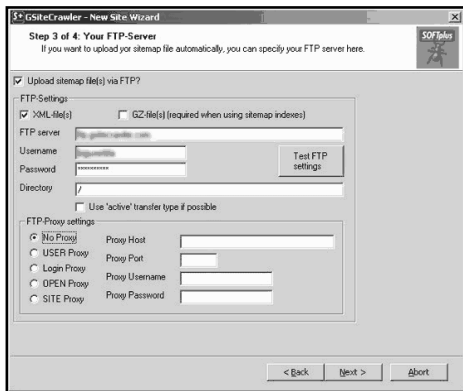 GSiteCrawler - New Site Wizard
Step 3 of 4: Your FTP-Server
If you want to upload yor sitemap file automatically, you can specify your FTP server here.
SOFTplus
Upload sitemap file(s) via FTP?
FTP-Settings
XML-file(s) GZ-file(s) (required when using sitemap indexes)
FTP server
Username
Test FTP settings
Password **********
Directory /
Use 'active' transfer type if possible
FTP-Proxy settings
No Proxy Proxy Host
USER Proxy Proxy Port
Login Proxy Proxy Username
OPEN Proxy Proxy Password
SITE Proxy
< Back Next > Abort